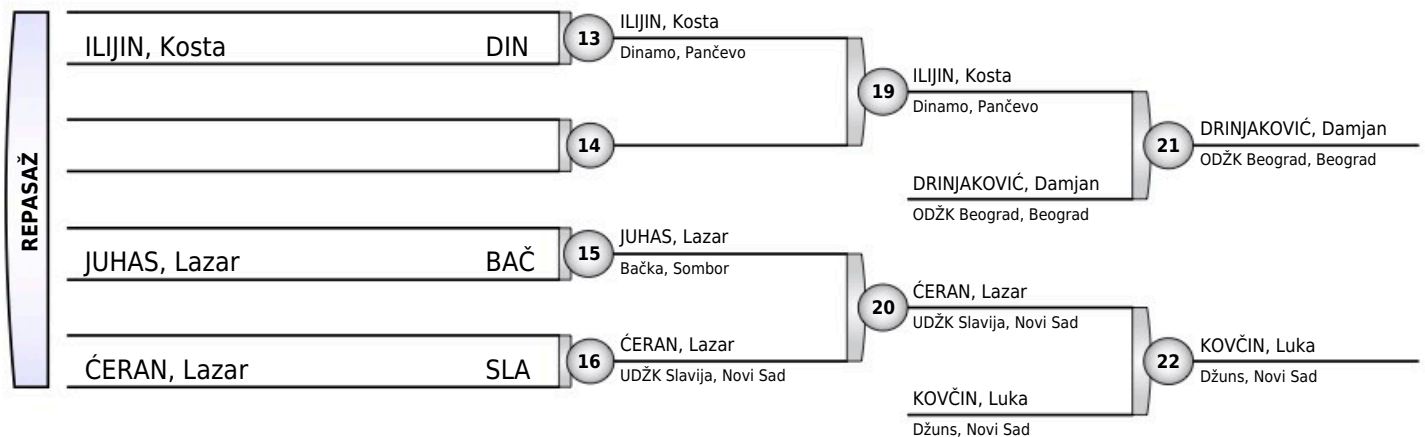 REPASAŽ
ILIJIN, Kosta DIN
13
ILIJIN, Kosta
Dinamo, Pančevo
14
19
ILIJIN, Kosta
Dinamo, Pančevo
DRINJAKOVIĆ, Damjan
ODŽK Beograd, Beograd
21
DRINJAKOVIĆ, Damjan
ODŽK Beograd, Beograd
JUHAS, Lazar BAČ
15
JUHAS, Lazar
Bačka, Sombor
ĆERAN, Lazar SLA
16
ĆERAN, Lazar
UDŽK Slavija, Novi Sad
20
ĆERAN, Lazar
UDŽK Slavija, Novi Sad
KOVČIN, Luka
Džuns, Novi Sad
22
KOVČIN, Luka
Džuns, Novi Sad